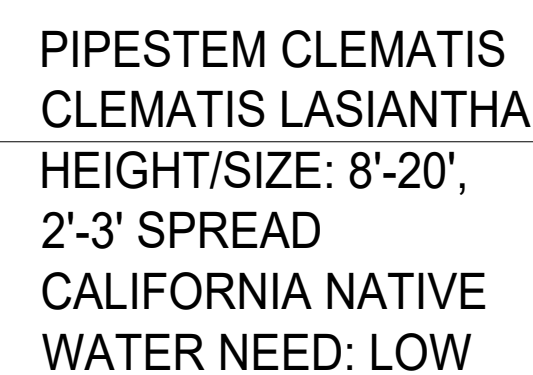 PIPESTEM CLEMATIS
CLEMATIS LASIANTHA
HEIGHT/SIZE: 8'-20',
2'-3' SPREAD
CALIFORNIA NATIVE
WATER NEED: LOW